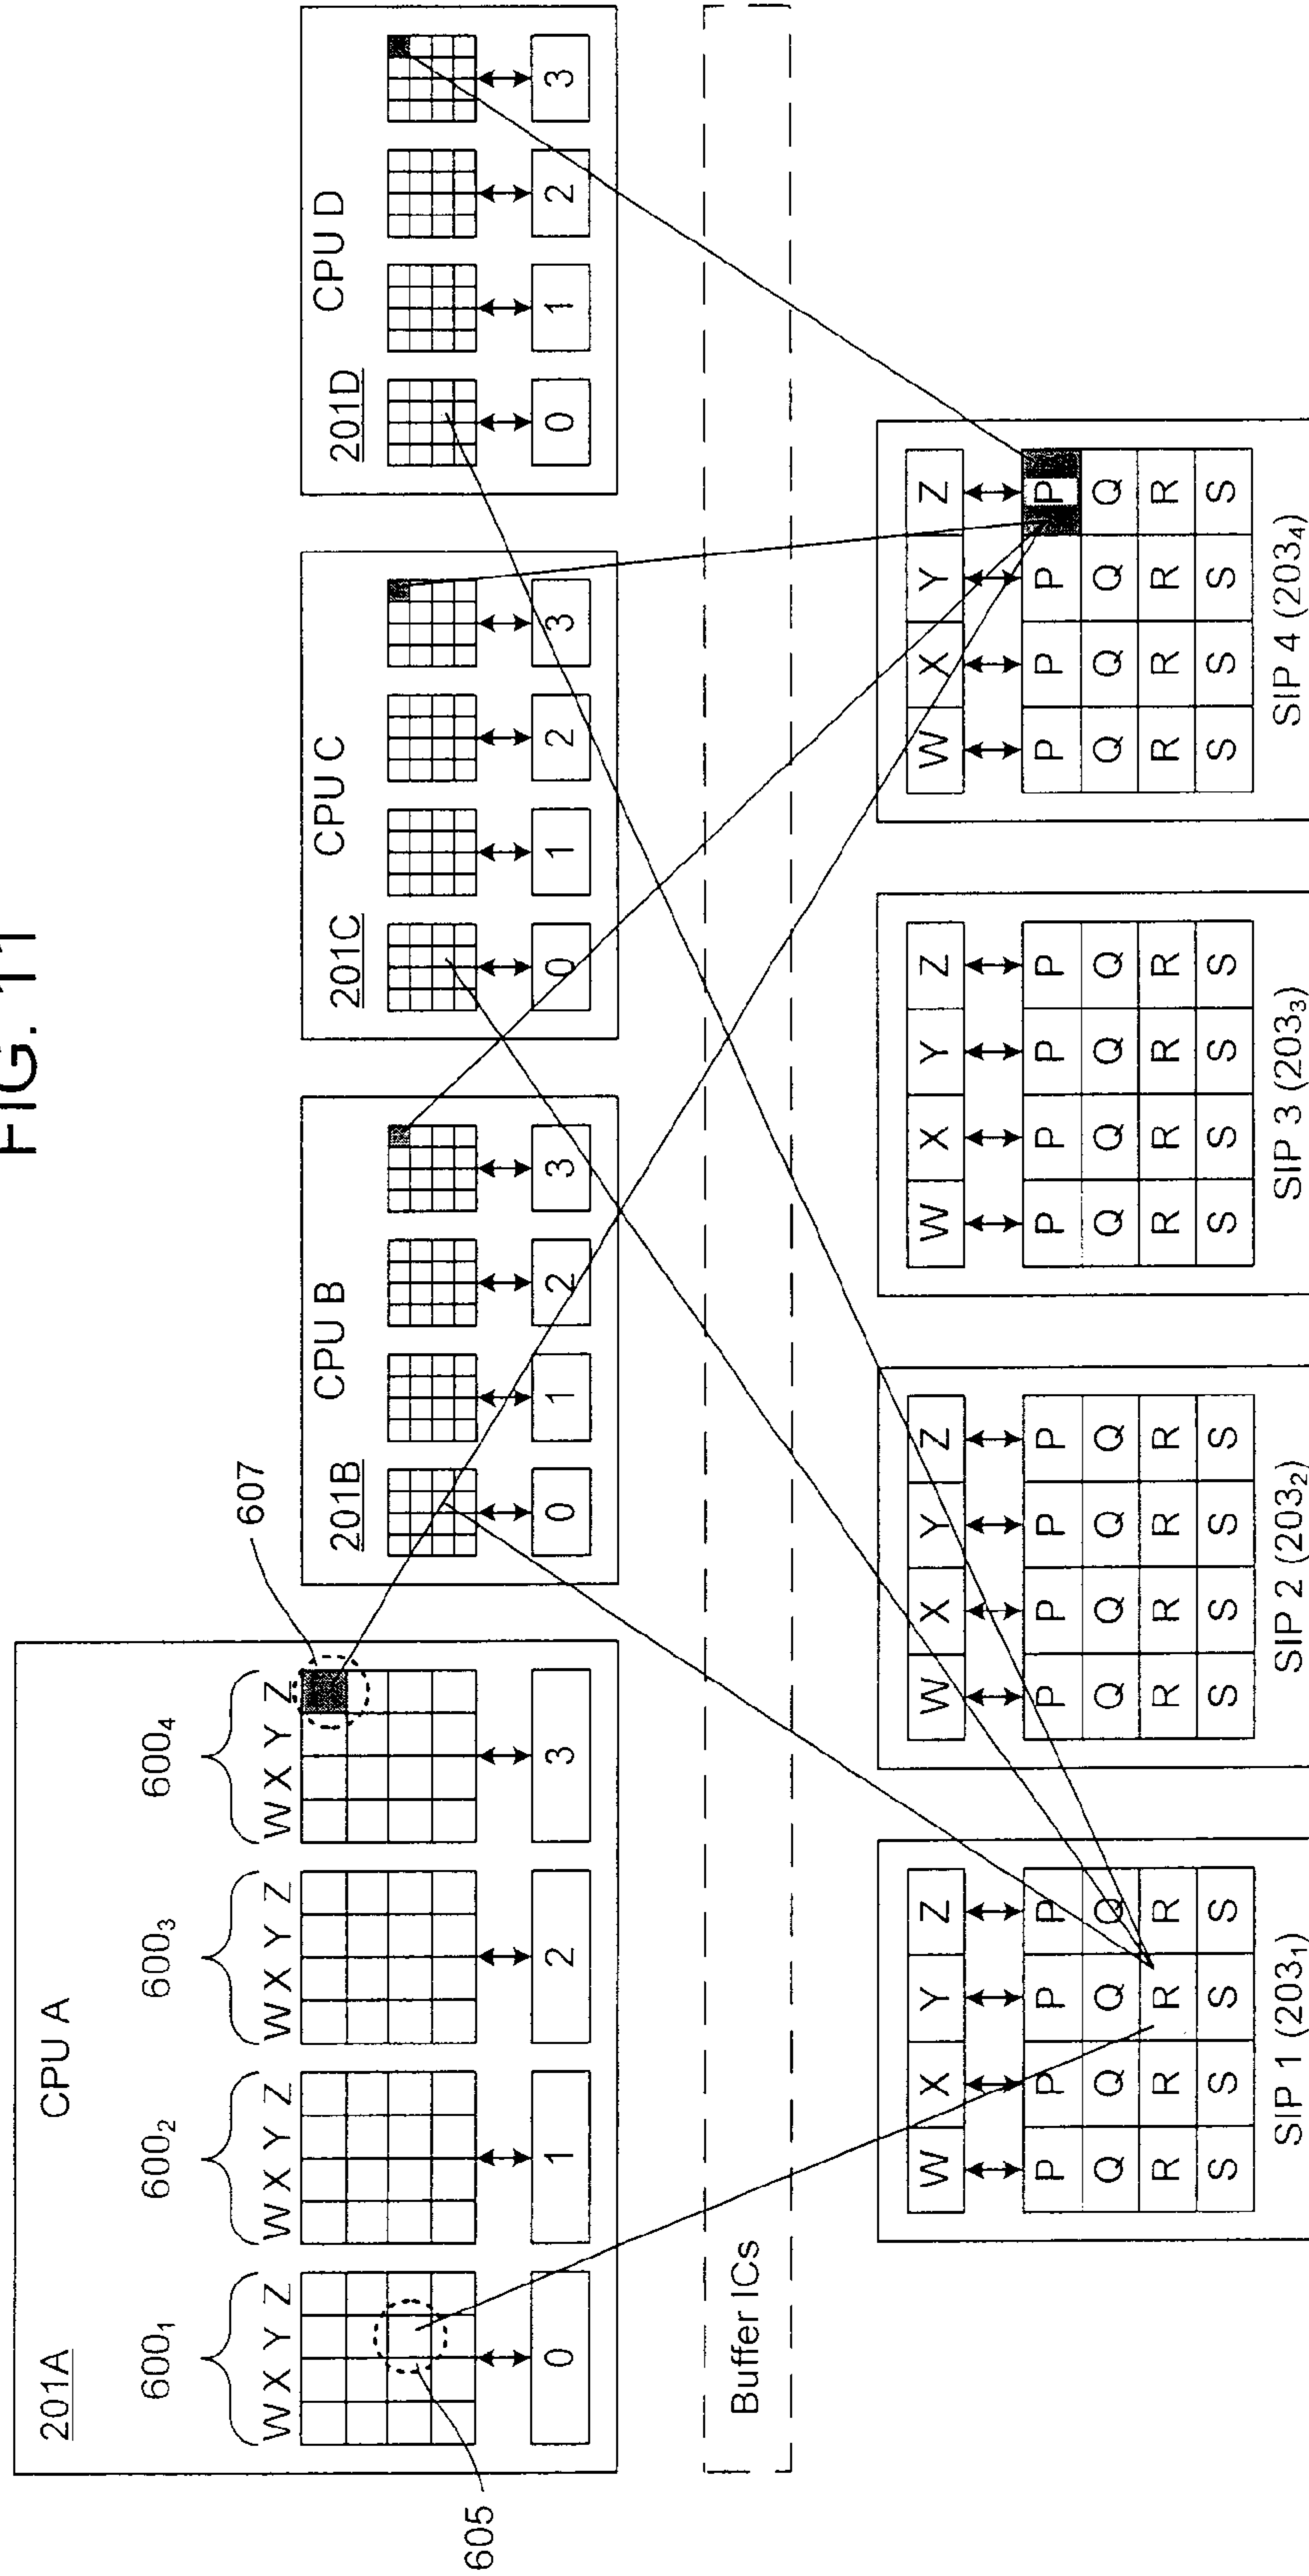 FIG. 11
201A CPU A
600₁ 600₂ 600₃ 600₄
W X Y Z W X Y Z W X Y Z W X Y Z
607
605
0 1 2 3
201B CPU B
0 1 2 3
201C CPU C
0 1 2 3
201D CPU D
0 1 2 3
Buffer ICs
W X Y Z
P P P P
Q Q Q Q
R R R R
S S S S
SIP 1 (203₁)
W X Y Z
P P P P
Q Q Q Q
R R R R
S S S S
SIP 2 (203₂)
W X Y Z
P P P P
Q Q Q Q
R R R R
S S S S
SIP 3 (203₃)
W X Y Z
P P P P
Q Q Q Q
R R R R
S S S S
SIP 4 (203₄)